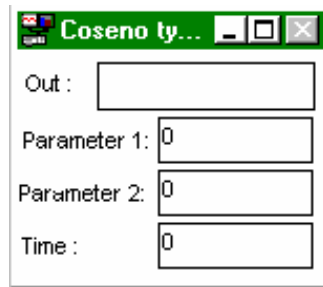 Coseno ty...
Out :
Parameter 1: 0
Parameter 2: 0
Time : 0